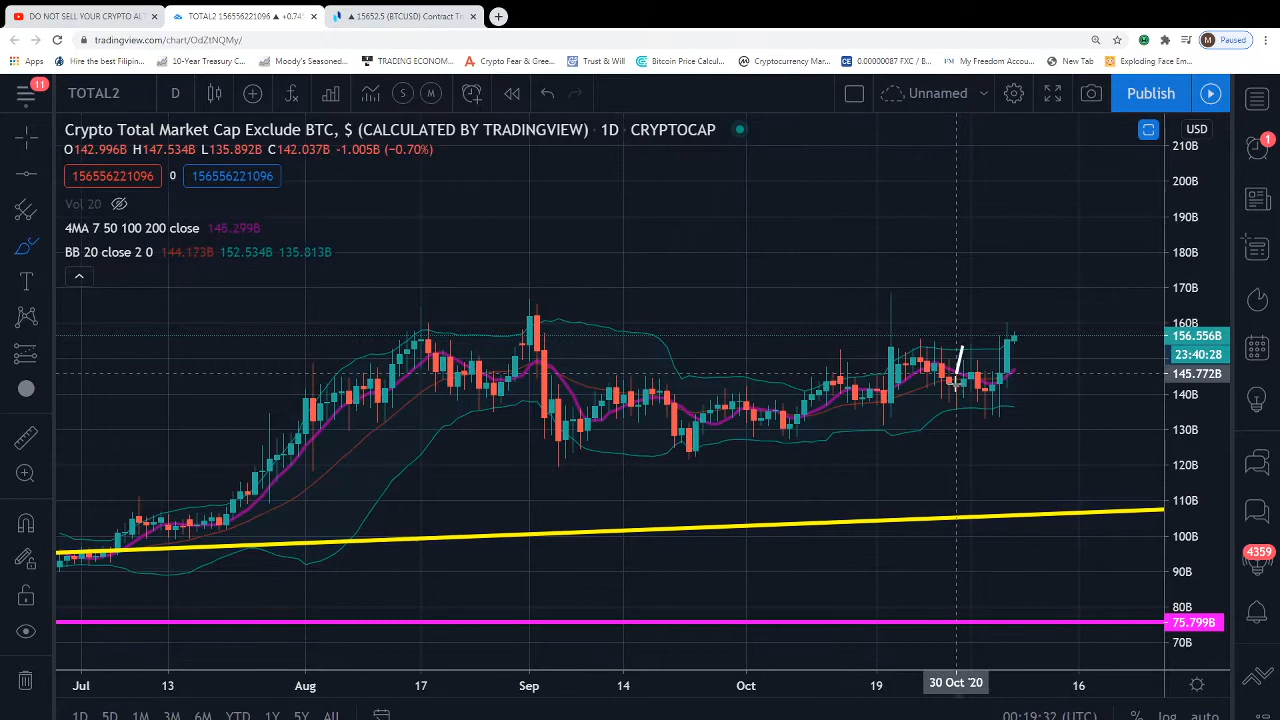 DO NOT SELL YOUR CRYPTO ALT
TOTAL2 156556221096 ▲ +0.74%
▲ 15652.5 (BTCUSD) Contract Tr
tradingview.com/chart/OdZtNQMy/
M Paused
Apps
Hire the best Filipin...
10-Year Treasury C...
Moody's Seasoned...
TRADING ECONOM...
Crypto Fear & Gree...
Trust & Will
Bitcoin Price Calcul...
Cryptocurrency Mar...
0.00000087 FXC / B...
My Freedom Accou...
New Tab
Exploding Face Em...
11
TOTAL2
D
S
M
Unnamed
Publish
Crypto Total Market Cap Exclude BTC, $ (CALCULATED BY TRADINGVIEW) · 1D · CRYPTOCAP
USD
O142.996B H147.534B L135.892B C142.037B -1.005B (−0.70%)
156556221096 0 156556221096
Vol 20
4MA 7 50 100 200 close 145.299B
BB 20 close 2 0 144.173B 152.534B 135.813B
210B
200B
190B
180B
170B
160B
156.556B
23:40:28
145.772B
140B
130B
120B
110B
100B
90B
80B
75.799B
70B
1
4359
Jul 13 Aug 17 Sep 14 Oct 19 30 Oct '20 16
1D 5D 1M 3M 6M YTD 1Y 5Y All
00:19:32 (UTC) % log auto